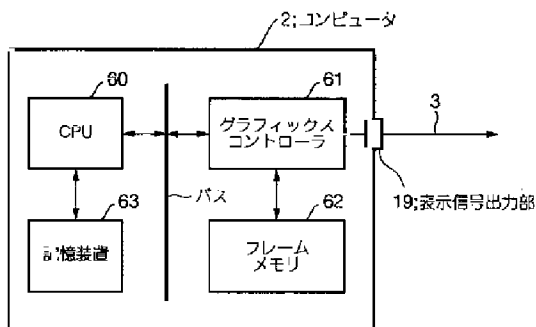 2;コンピュータ
60
CPU
61
グラフィックス
コントローラ
3
19;表示信号出力部
バス
63
記憶装置
62
フレーム
メモリ